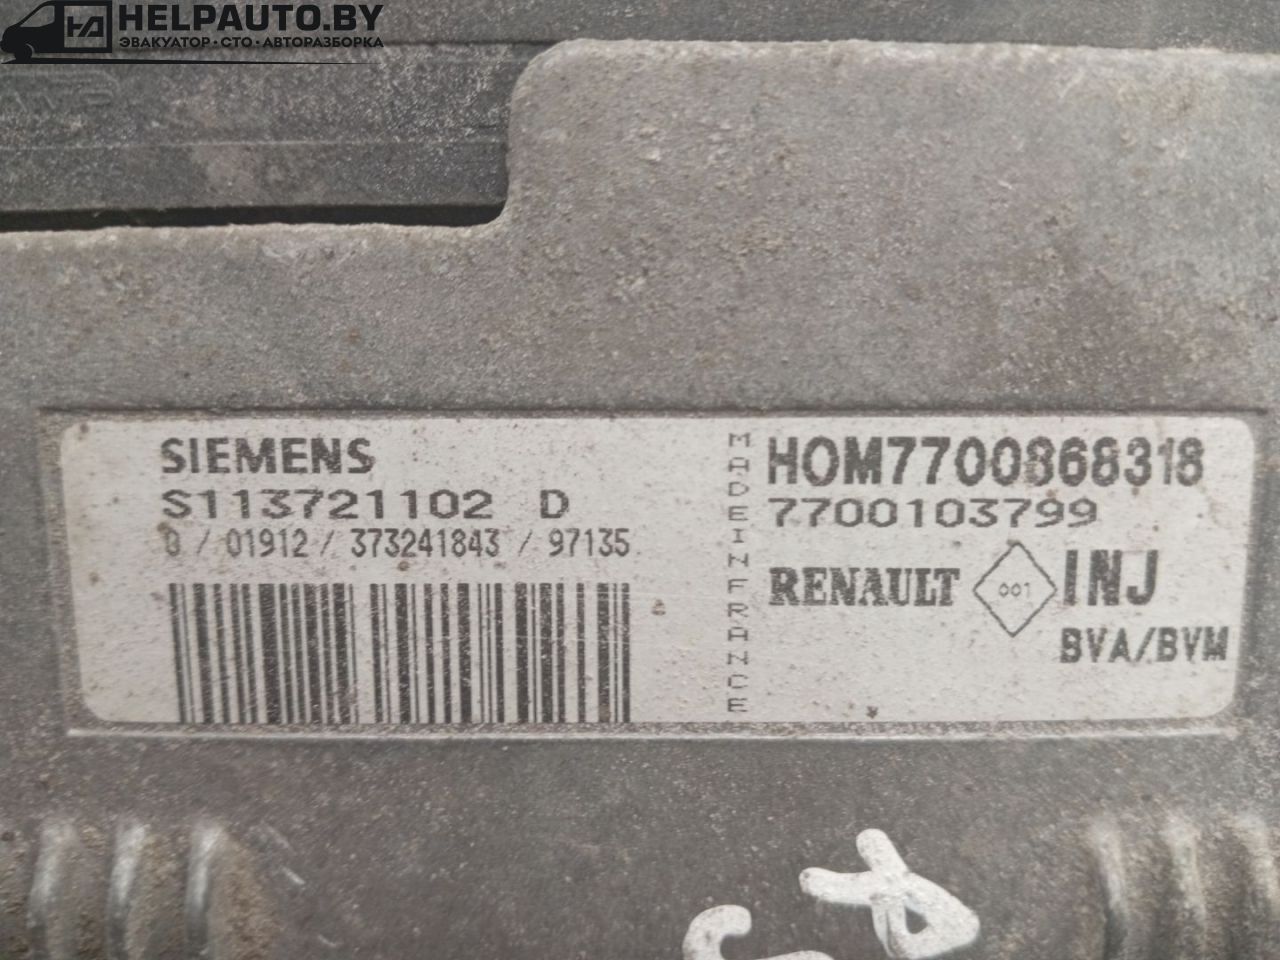 HELPAUTO.BY
ЭВАКУАТОР • СТО • АВТОРАЗБОРКА
SIEMENS
S113721102 D
0 / 01912 / 373241843 / 97135
MADE IN FRANCE
HOM7700868318
7700103799
RENAULT 001 INJ
BVA/BVM